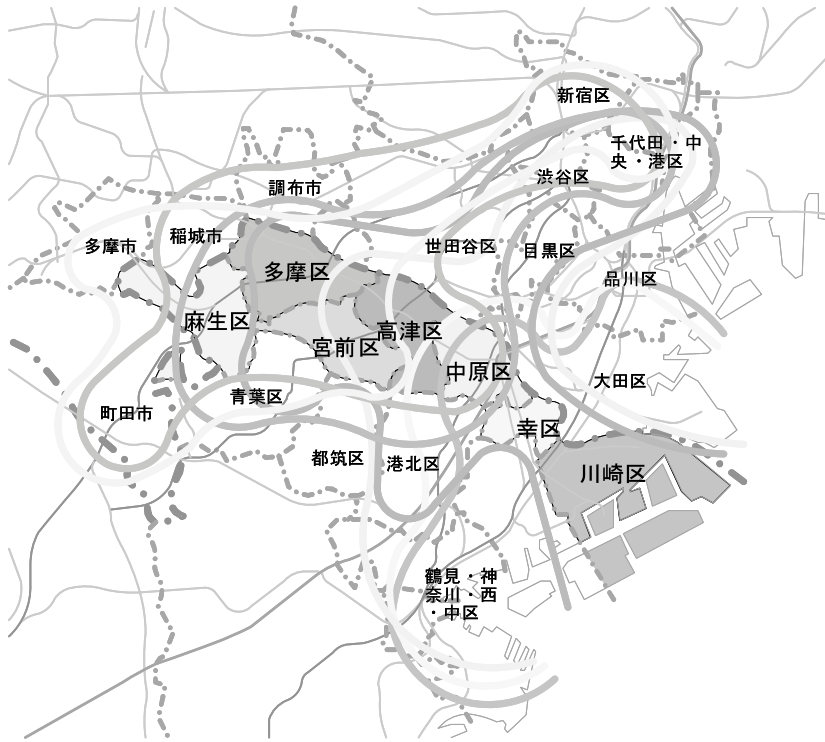 新宿区
千代田・中
央・港区
渋谷区
調布市
稲城市
多摩市
世田谷区
目黒区
多摩区
品川区
麻生区
高津区
宮前区
中原区
大田区
青葉区
町田市
幸区
都筑区
港北区
川崎区
鶴見・神
奈川・西
・中区